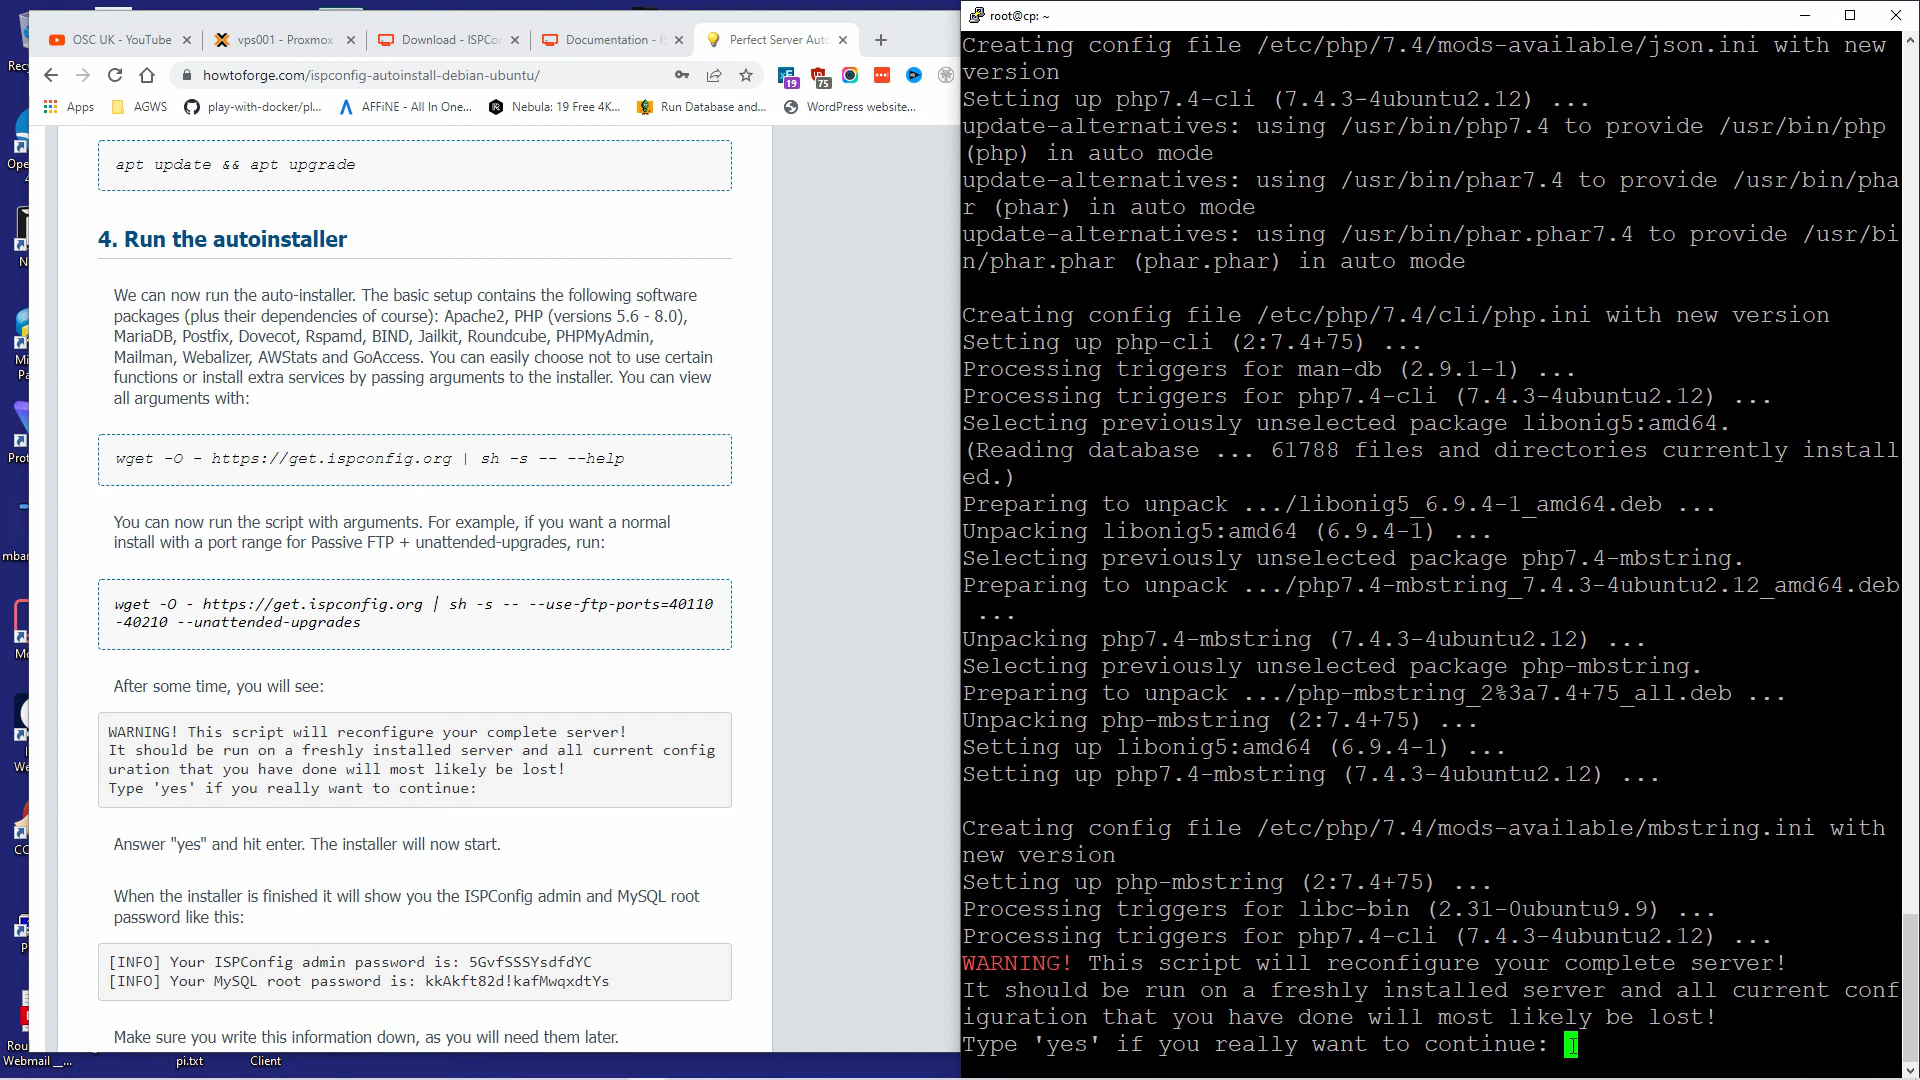 OSC UK - YouTube
vps001 - Proxmox
Download - ISPCo
Documentation - I
Perfect Server Aut
howtoforge.com/ispconfig-autoinstall-debian-ubuntu/
19
75
Apps
AGWS
play-with-docker/pl...
AFFiNE - All In One...
Nebula: 19 Free 4K...
Run Database and...
WordPress website...
apt update && apt upgrade
4. Run the autoinstaller
We can now run the auto-installer. The basic setup contains the following software
packages (plus their dependencies of course): Apache2, PHP (versions 5.6 - 8.0),
MariaDB, Postfix, Dovecot, Rspamd, BIND, Jailkit, Roundcube, PHPMyAdmin,
Mailman, Webalizer, AWStats and GoAccess. You can easily choose not to use certain
functions or install extra services by passing arguments to the installer. You can view
all arguments with:
wget -O - https://get.ispconfig.org | sh -s -- --help
You can now run the script with arguments. For example, if you want a normal
install with a port range for Passive FTP + unattended-upgrades, run:
wget -O - https://get.ispconfig.org | sh -s -- --use-ftp-ports=40110
-40210 --unattended-upgrades
After some time, you will see:
WARNING! This script will reconfigure your complete server!
It should be run on a freshly installed server and all current config
uration that you have done will most likely be lost!
Type 'yes' if you really want to continue:
Answer "yes" and hit enter. The installer will now start.
When the installer is finished it will show you the ISPConfig admin and MySQL root
password like this:
[INFO] Your ISPConfig admin password is: 5GvfSSSYsdfdYC
[INFO] Your MySQL root password is: kkAkft82d!kafMwqxdtYs
Make sure you write this information down, as you will need them later.
Webmail __...
pi.txt
Client
root@cp: ~
Creating config file /etc/php/7.4/mods-available/json.ini with new
version
Setting up php7.4-cli (7.4.3-4ubuntu2.12) ...
update-alternatives: using /usr/bin/php7.4 to provide /usr/bin/php
(php) in auto mode
update-alternatives: using /usr/bin/phar7.4 to provide /usr/bin/pha
r (phar) in auto mode
update-alternatives: using /usr/bin/phar.phar7.4 to provide /usr/bi
n/phar.phar (phar.phar) in auto mode
Creating config file /etc/php/7.4/cli/php.ini with new version
Setting up php-cli (2:7.4+75) ...
Processing triggers for man-db (2.9.1-1) ...
Processing triggers for php7.4-cli (7.4.3-4ubuntu2.12) ...
Selecting previously unselected package libonig5:amd64.
(Reading database ... 61788 files and directories currently install
ed.)
Preparing to unpack .../libonig5_6.9.4-1_amd64.deb ...
Unpacking libonig5:amd64 (6.9.4-1) ...
Selecting previously unselected package php7.4-mbstring.
Preparing to unpack .../php7.4-mbstring_7.4.3-4ubuntu2.12_amd64.deb
...
Unpacking php7.4-mbstring (7.4.3-4ubuntu2.12) ...
Selecting previously unselected package php-mbstring.
Preparing to unpack .../php-mbstring_2%3a7.4+75_all.deb ...
Unpacking php-mbstring (2:7.4+75) ...
Setting up libonig5:amd64 (6.9.4-1) ...
Setting up php7.4-mbstring (7.4.3-4ubuntu2.12) ...
Creating config file /etc/php/7.4/mods-available/mbstring.ini with
new version
Setting up php-mbstring (2:7.4+75) ...
Processing triggers for libc-bin (2.31-0ubuntu9.9) ...
Processing triggers for php7.4-cli (7.4.3-4ubuntu2.12) ...
WARNING! This script will reconfigure your complete server!
It should be run on a freshly installed server and all current conf
iguration that you have done will most likely be lost!
Type 'yes' if you really want to continue: